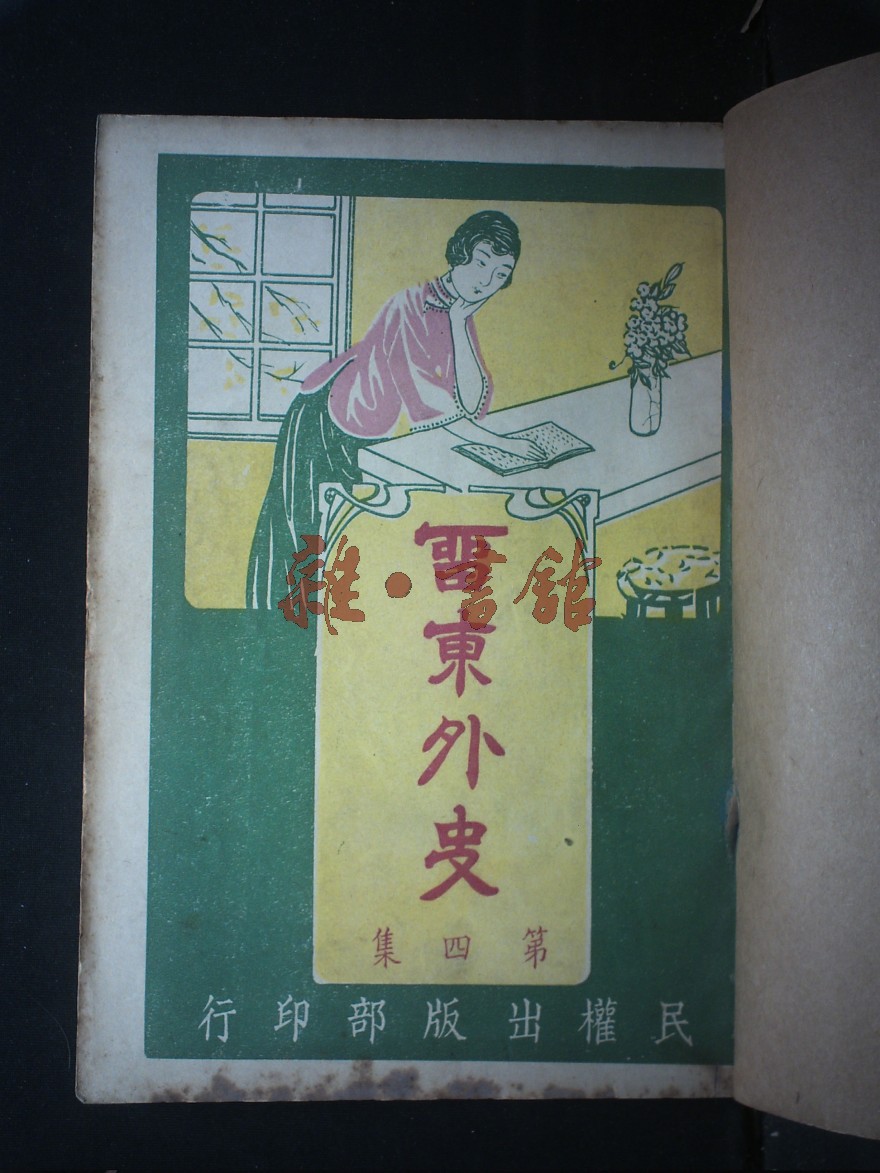 畱東外史
第四集
民權出版部印行
雜·書館